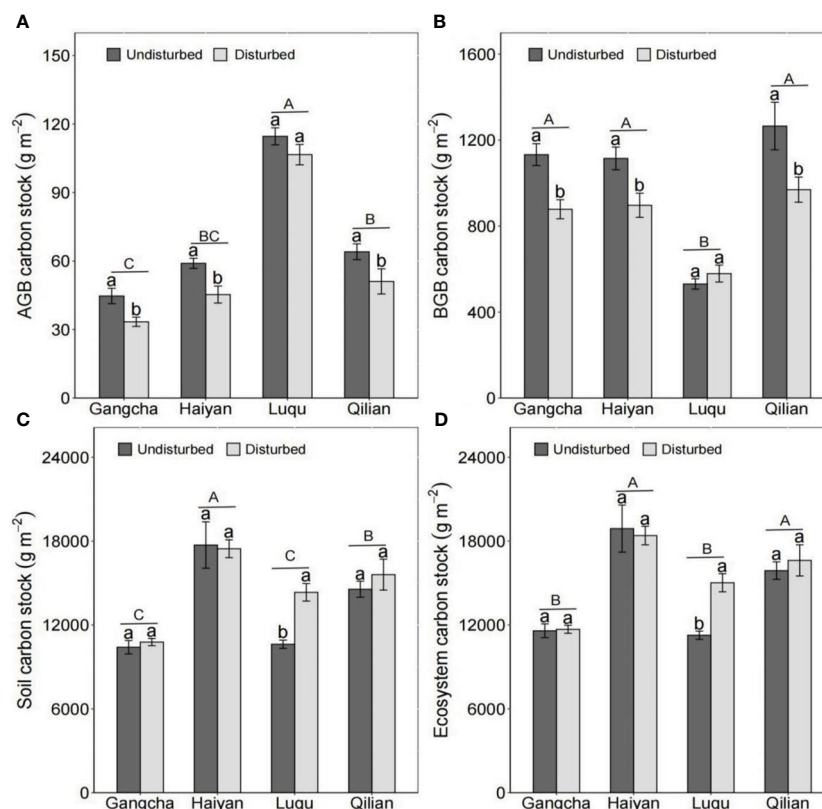 A
B
150
120
90
60
30
0
AGB carbon stock (g m⁻²)
Undisturbed Disturbed
C
a b
BC
a b
A
a a
B
a b
Gangcha Haiyan Luqu Qilian
1600
1200
800
400
0
BGB carbon stock (g m⁻²)
Undisturbed Disturbed
A
a b
A
a b
B
a a
A
a b
Gangcha Haiyan Luqu Qilian
C
D
24000
18000
12000
6000
0
Soil carbon stock (g m⁻²)
Undisturbed Disturbed
C
a a
A
a a
C
b a
B
a a
Gangcha Haiyan Luqu Qilian
24000
18000
12000
6000
0
Ecosystem carbon stock (g m⁻²)
Undisturbed Disturbed
B
a a
A
a a
B
b a
A
a a
Gangcha Haiyan Luqu Qilian